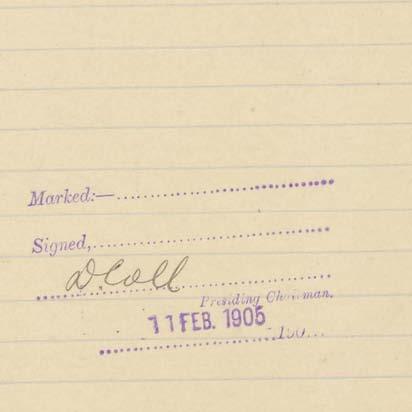 Marked:—
Signed,
D. Coll
Presiding Chairman.
11 FEB. 1905
190